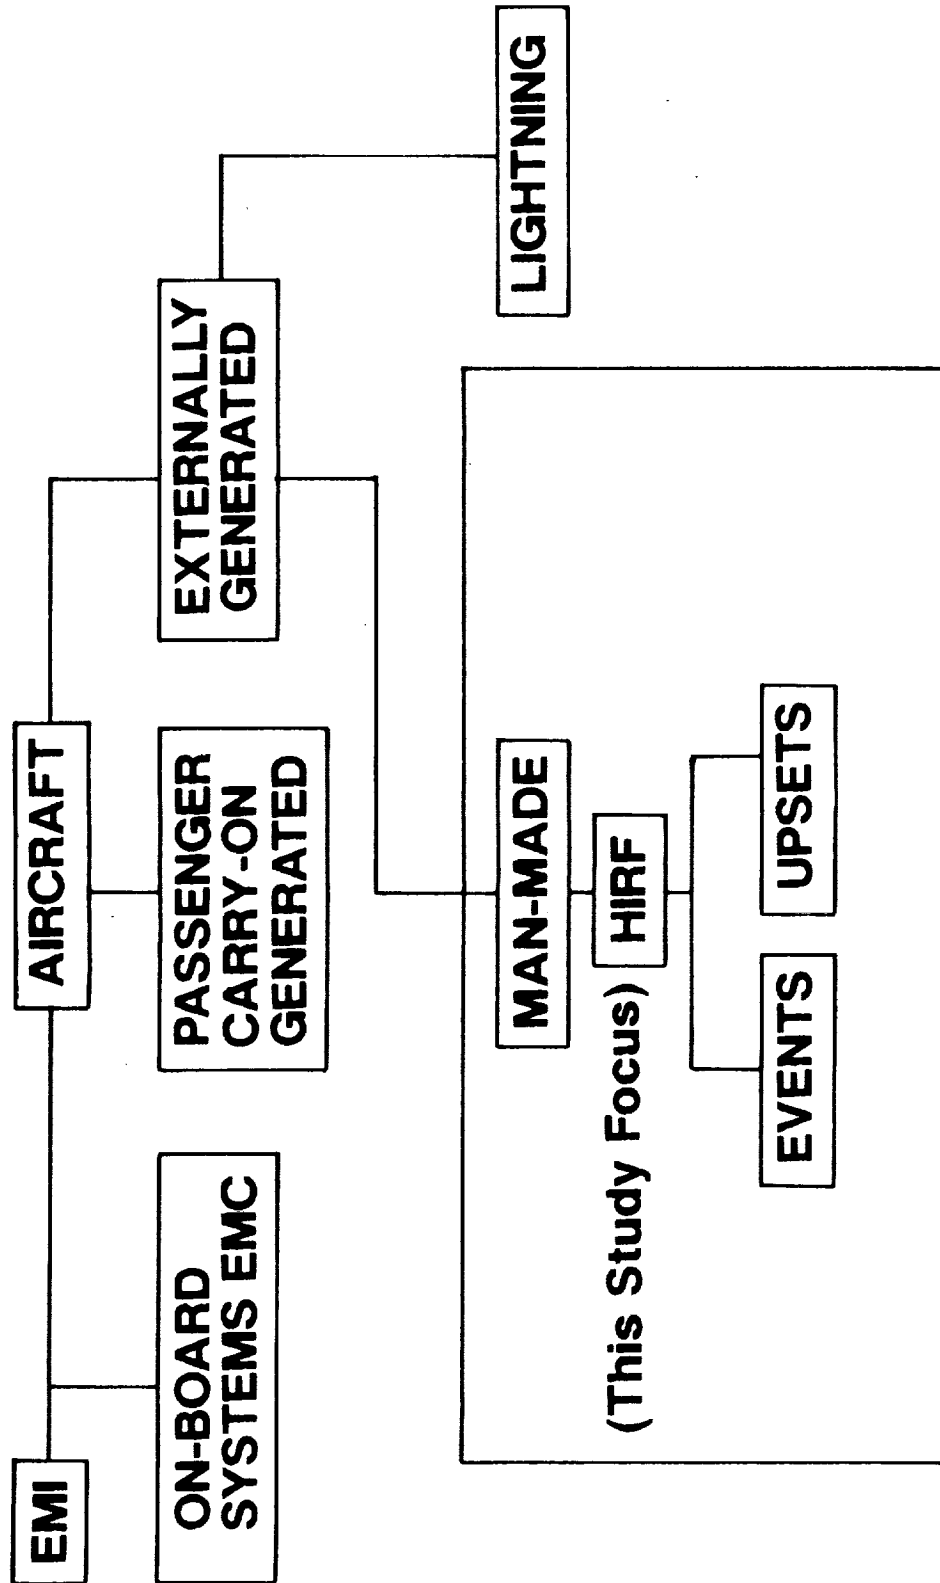 EMI
AIRCRAFT
ON-BOARD
SYSTEMS EMC
PASSENGER
CARRY-ON
GENERATED
EXTERNALLY
GENERATED
MAN-MADE
LIGHTNING
(This Study Focus)
HIRF
EVENTS
UPSETS